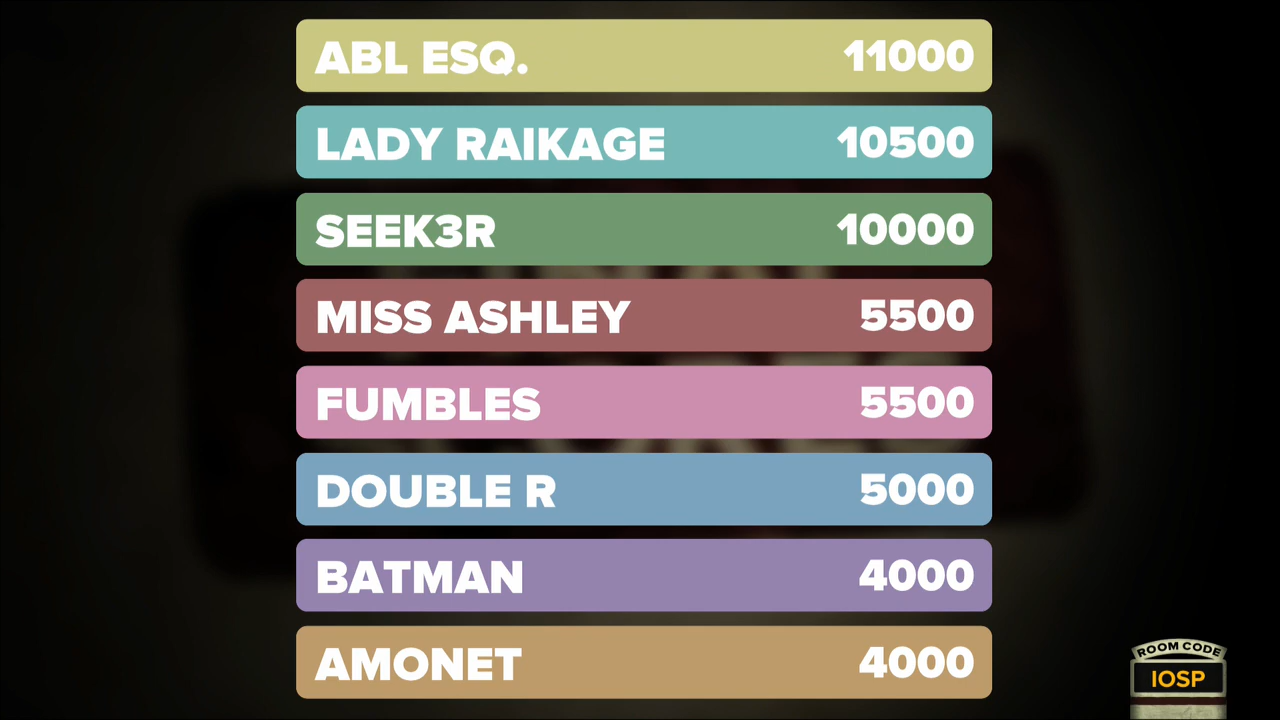 ABL ESQ. 11000
LADY RAIKAGE 10500
SEEK3R 10000
MISS ASHLEY 5500
FUMBLES 5500
DOUBLE R 5000
BATMAN 4000
AMONET 4000
ROOM CODE
IOSP